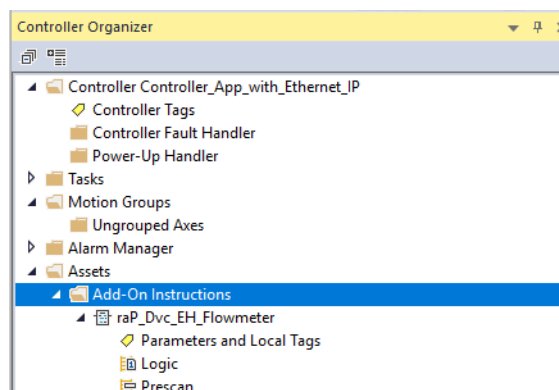 Controller Organizer
Controller Controller_App_with_Ethernet_IP
Controller Tags
Controller Fault Handler
Power-Up Handler
Tasks
Motion Groups
Ungrouped Axes
Alarm Manager
Assets
Add-On Instructions
raP_Dvc_EH_Flowmeter
Parameters and Local Tags
Logic
Prescan